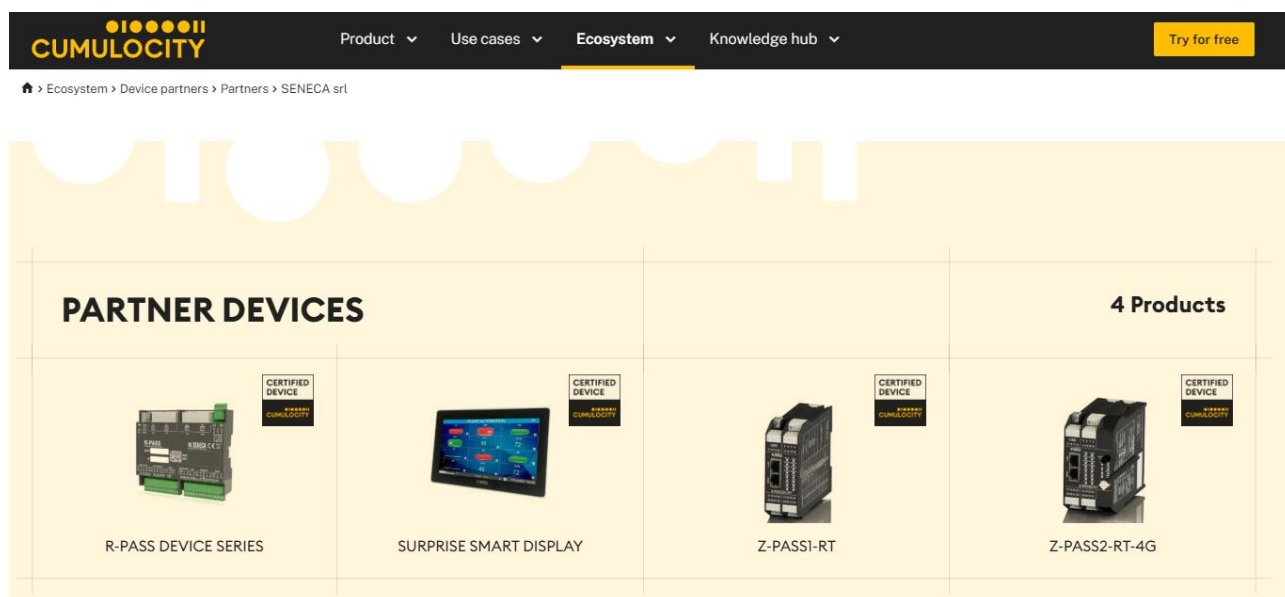 CUMULOCITY
Product
Use cases
Ecosystem
Knowledge hub
Try for free
> Ecosystem > Device partners > Partners > SENECA srl
PARTNER DEVICES
4 Products
CERTIFIED
DEVICE
CUMULOCITY
CERTIFIED
DEVICE
CUMULOCITY
CERTIFIED
DEVICE
CUMULOCITY
CERTIFIED
DEVICE
CUMULOCITY
R-PASS
SENECA
R-PASS DEVICE SERIES
SURPRISE SMART DISPLAY
Z-PASS1-RT
Z-PASS2-RT-4G